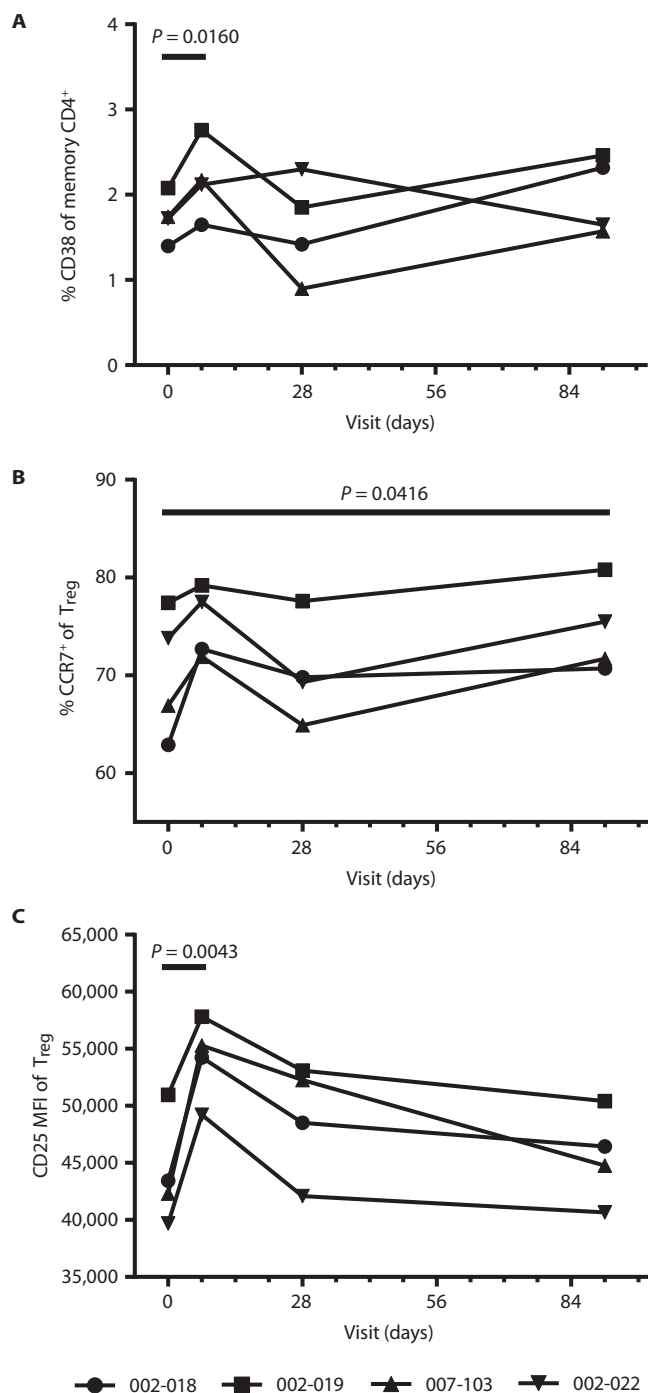 A
P = 0.0160
4
3
2
1
0
% CD38 of memory CD4⁺
0 28 56 84
Visit (days)
B
P = 0.0416
90
80
70
60
% CCR7⁺ of Treg
0 28 56 84
Visit (days)
C
P = 0.0043
65,000
60,000
55,000
50,000
45,000
40,000
35,000
CD25 MFI of Treg
0 28 56 84
Visit (days)
002-018 002-019 007-103 002-022